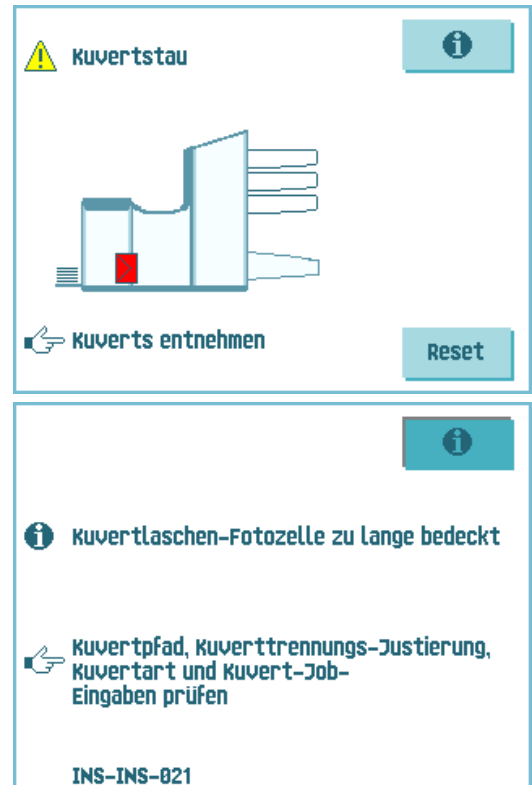 Kuvertstau
Kuverts entnehmen
Reset
Kuvertlaschen-Fotozelle zu lange bedeckt
Kuvertpfad, Kuverttrennungs-Justierung,
Kuvertart und Kuvert-Job-
Eingaben prüfen
INS-INS-021